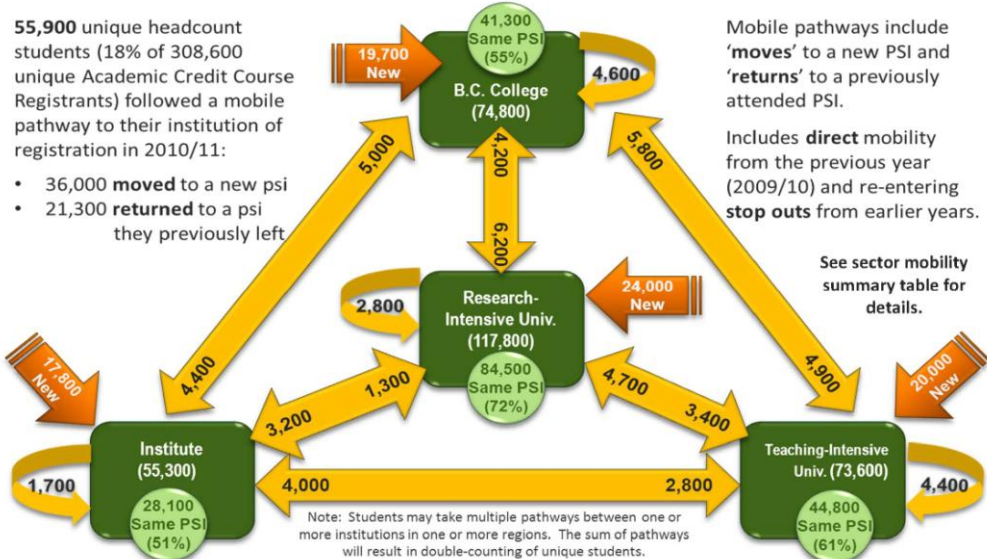 55,900 unique headcount
students (18% of 308,600
unique Academic Credit Course
Registrants) followed a mobile
pathway to their institution of
registration in 2010/11:
• 36,000 moved to a new psi
• 21,300 returned to a psi
they previously left
19,700
New
41,300
Same PSI
(55%)
B.C. College
(74,800)
4,600
Mobile pathways include
‘moves’ to a new PSI and
‘returns’ to a previously
attended PSI.
Includes direct mobility
from the previous year
(2009/10) and re-entering
stop outs from earlier years.
See sector mobility
summary table for
details.
5,000
4,400
4,200
6,200
5,800
4,900
2,800
Research-
Intensive Univ.
(117,800)
84,500
Same PSI
(72%)
24,000
New
17,800
New
20,000
New
3,200
1,300
4,700
3,400
Institute
(55,300)
28,100
Same PSI
(51%)
1,700
4,000
2,800
Teaching-Intensive
Univ. (73,600)
44,800
Same PSI
(61%)
4,400
Note: Students may take multiple pathways between one or
more institutions in one or more regions. The sum of pathways
will result in double-counting of unique students.